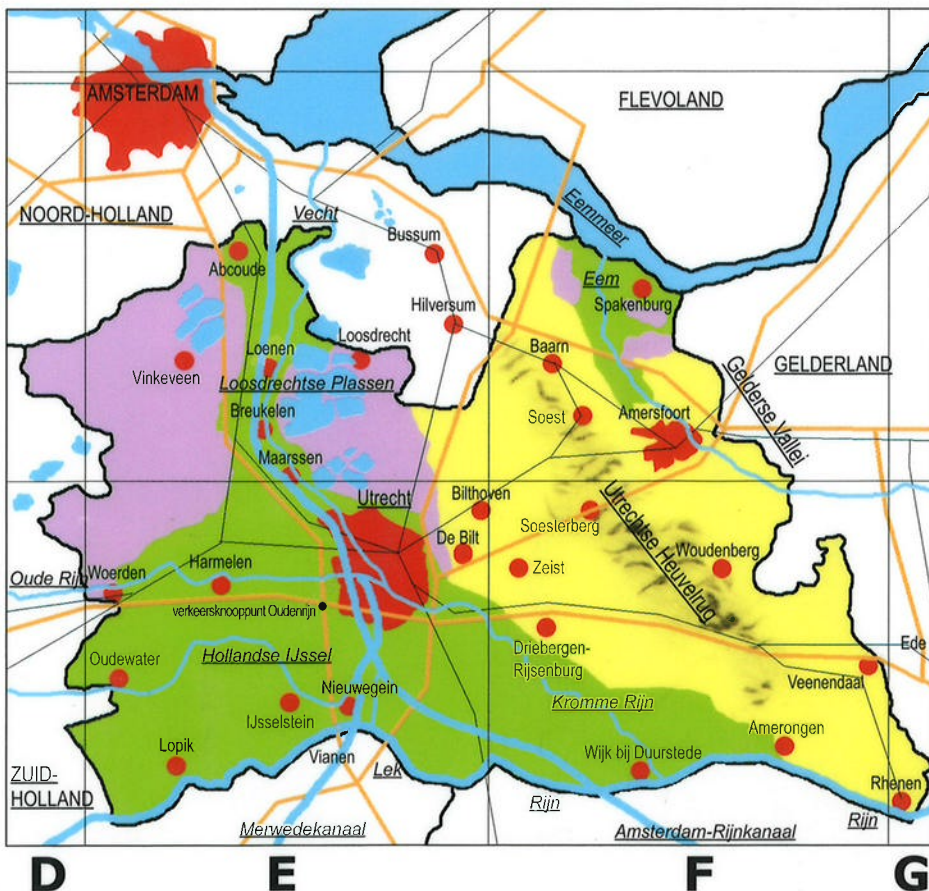 AMSTERDAM
FLEVOLAND
NOORD-HOLLAND
Vecht
Eemmeer
Bussum
Abcoude
Eem
Spakenburg
Hilversum
Loenen
Loosdrecht
Baarn
GELDERLAND
Vinkeveen
Loosdrechtse Plassen
Gelderse Vallei
Breukelen
Soest
Amersfoort
Maarssen
Utrecht
Bilthoven
Soesterberg
Utrechtse Heuvelrug
De Bilt
Woudenberg
Zeist
Oude Rijn
Woerden
Harmelen
verkeersknooppunt Oudenrijn
Driebergen-
Rijsenburg
Ede
Oudewater
Hollandse IJssel
Veenendaal
Nieuwegein
IJsselstein
Kromme Rijn
Amerongen
Lopik
Vianen
Wijk bij Duurstede
ZUID-
HOLLAND
Lek
Rhenen
Rijn
Rijn
Merwedekanaal
Amsterdam-Rijnkanaal
D E F G